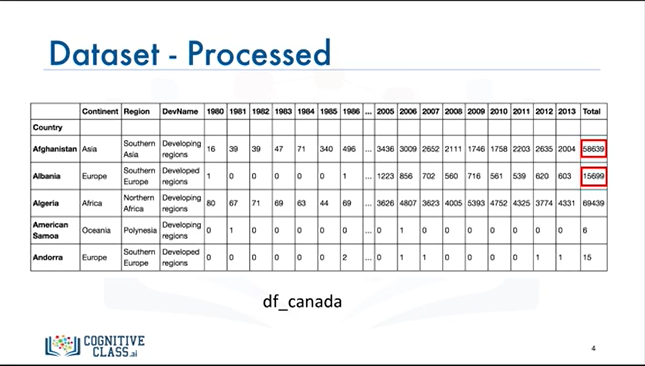 Dataset - Processed
Continent Region DevName 1980 1981 1982 1983 1984 1985 1986 ... 2005 2006 2007 2008 2009 2010 2011 2012 2013 Total
Country
Afghanistan Asia Southern Asia Developing regions 16 39 39 47 71 340 496 ... 3436 3009 2652 2111 1746 1758 2203 2635 2004 58639
Albania Europe Southern Europe Developed regions 1 0 0 0 0 0 1 ... 1223 856 702 560 716 561 539 620 603 15699
Algeria Africa Northern Africa Developing regions 80 67 71 69 63 44 69 ... 3626 4807 3623 4005 5393 4752 4325 3774 4331 69439
American Samoa Oceania Polynesia Developing regions 0 1 0 0 0 0 0 ... 0 1 0 0 0 0 0 0 0 6
Andorra Europe Southern Europe Developed regions 0 0 0 0 0 0 2 ... 0 1 1 0 0 0 0 1 1 15
df_canada
COGNITIVE
CLASS.ai
4